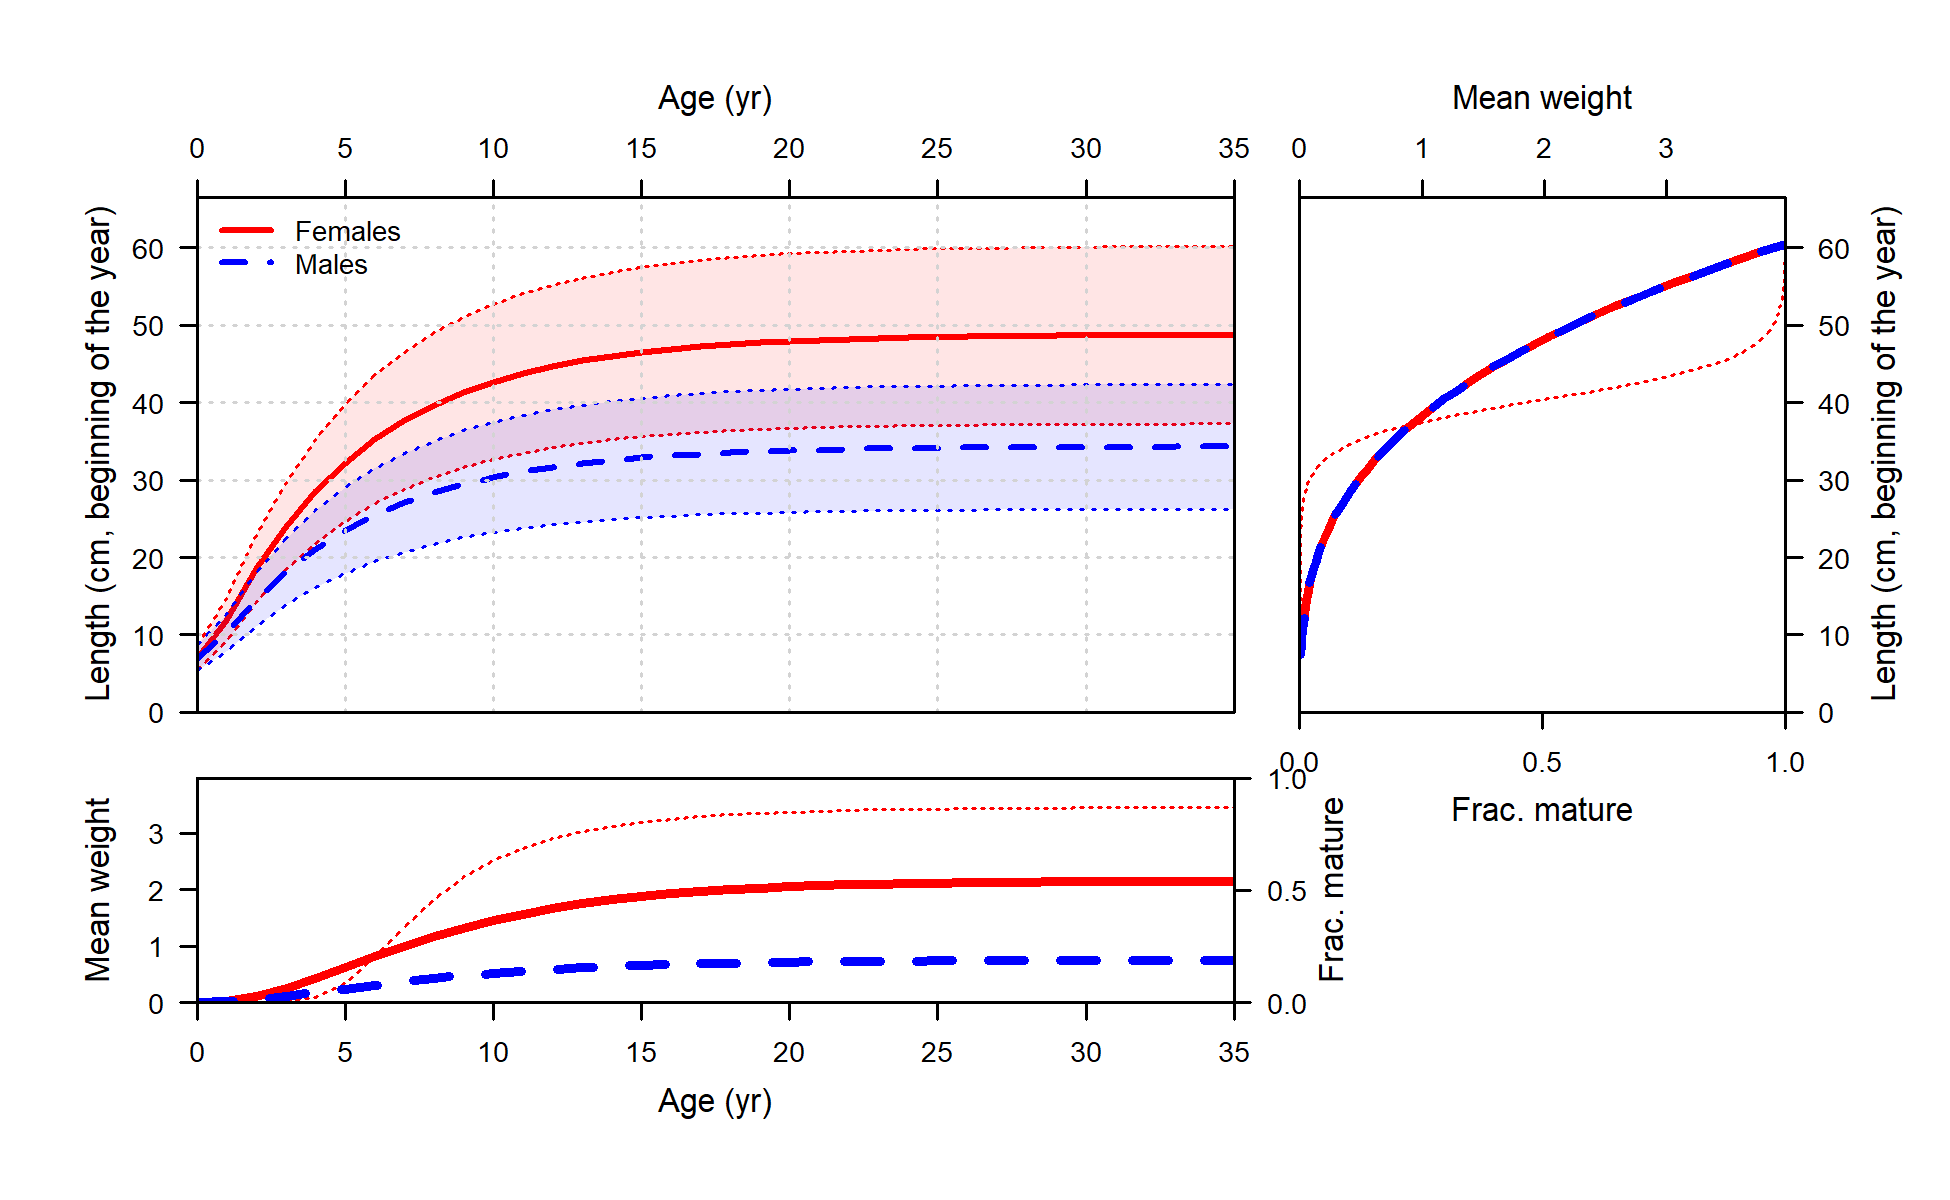 Age (yr)
0 5 10 15 20 25 30 35
Length (cm, beginning of the year)
60
50
40
30
20
10
0
Females
Males
Mean weight
0 1 2 3
Length (cm, beginning of the year)
60
50
40
30
20
10
0
0.0 0.5 1.0
Frac. mature
Mean weight
3
2
1
0
1.0
0.5
0.0
Frac. mature
0 5 10 15 20 25 30 35
Age (yr)